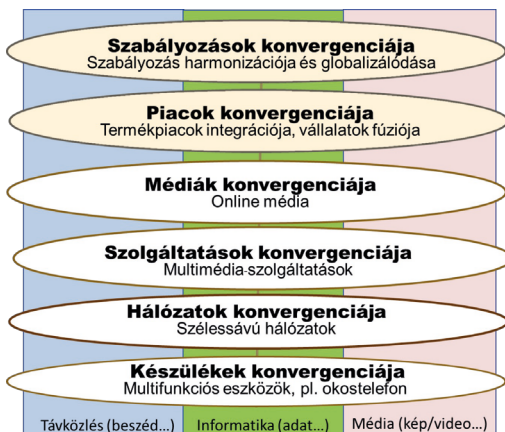 Szabályozások konvergenciája
Szabályozás harmonizációja és globalizálódása
Piacok konvergenciája
Termékpiacok integrációja, vállalatok fúziója
Médiák konvergenciája
Online média
Szolgáltatások konvergenciája
Multimédia-szolgáltatások
Hálózatok konvergenciája
Szélessávú hálózatok
Készülékek konvergenciája
Multifunkciós eszközök, pl. okostelefon
Távközlés (beszéd...) Informatika (adat...) Média (kép/video...)